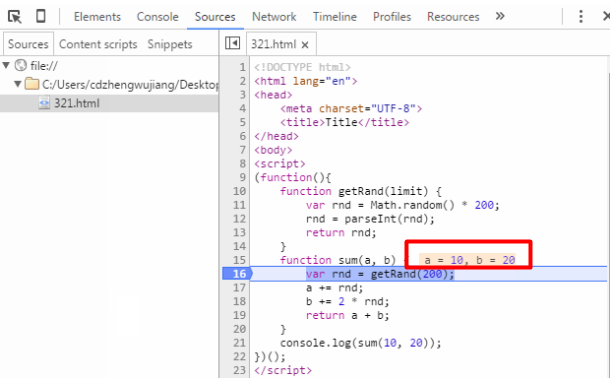 Elements Console Sources Network Timeline Profiles Resources »
Sources Content scripts Snippets
321.html ×
file://
C:/Users/cdzhengwujiang/Desktop
321.html
1 <!DOCTYPE html>
2 <html lang="en">
3 <head>
4 <meta charset="UTF-8">
5 <title>Title</title>
6 </head>
7 <body>
8 <script>
9 (function(){
10 function getRand(limit) {
11 var rnd = Math.random() * 200;
12 rnd = parseInt(rnd);
13 return rnd;
14 }
15 function sum(a, b) { a = 10, b = 20
16 var rnd = getRand(200);
17 a += rnd;
18 b += 2 * rnd;
19 return a + b;
20 }
21 console.log(sum(10, 20));
22 })();
23 </script>